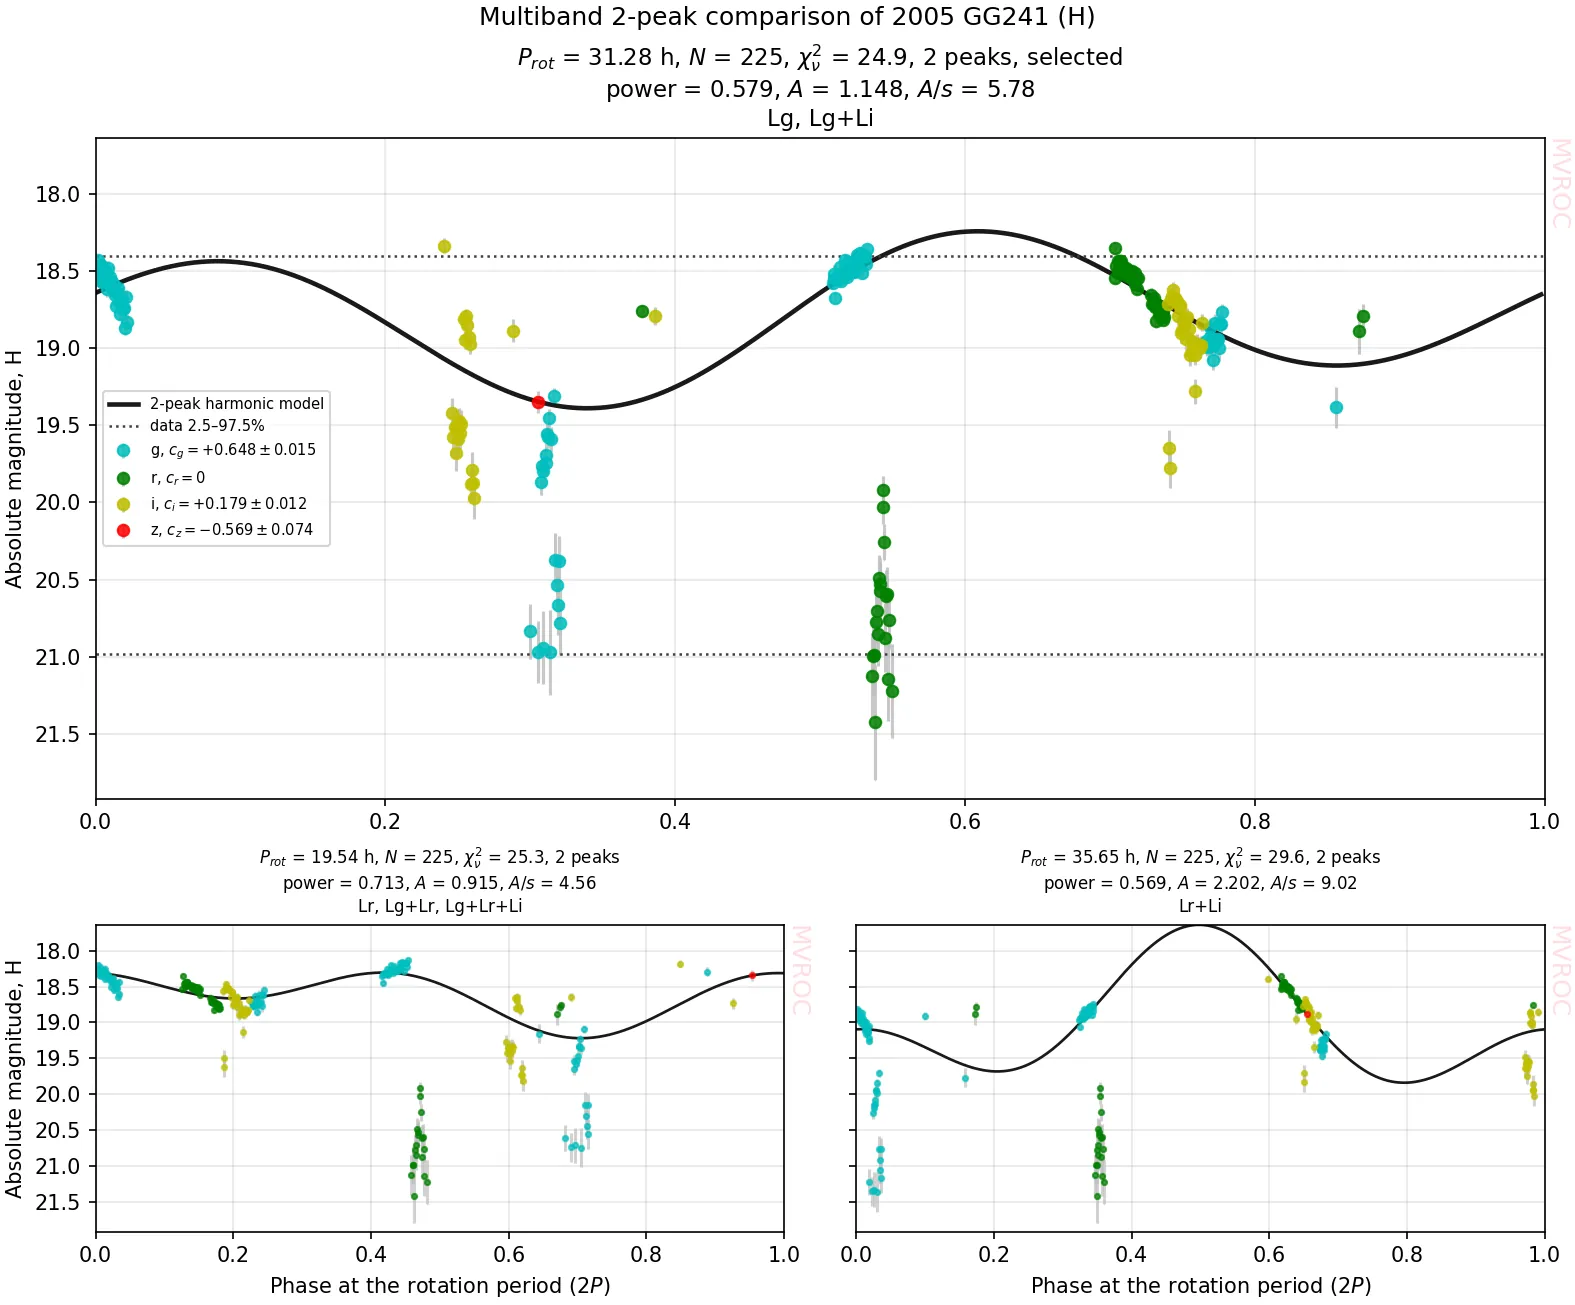 Multiband 2-peak comparison of 2005 GG241 (H)
P_rot = 31.28 h, N = 225, χ²_ν = 24.9, 2 peaks, selected
power = 0.579, A = 1.148, A/s = 5.78
Lg, Lg+Li
MVROC
Absolute magnitude, H
18.0
18.5
19.0
19.5
20.0
20.5
21.0
21.5
2-peak harmonic model
data 2.5–97.5%
g, c_g = +0.648 ± 0.015
r, c_r = 0
i, c_i = +0.179 ± 0.012
z, c_z = −0.569 ± 0.074
0.0 0.2 0.4 0.6 0.8 1.0
P_rot = 19.54 h, N = 225, χ²_ν = 25.3, 2 peaks
power = 0.713, A = 0.915, A/s = 4.56
Lr, Lg+Lr, Lg+Lr+Li
MVROC
Absolute magnitude, H
18.0
18.5
19.0
19.5
20.0
20.5
21.0
21.5
0.0 0.2 0.4 0.6 0.8 1.0
Phase at the rotation period (2P)
P_rot = 35.65 h, N = 225, χ²_ν = 29.6, 2 peaks
power = 0.569, A = 2.202, A/s = 9.02
Lr+Li
MVROC
0.0 0.2 0.4 0.6 0.8 1.0
Phase at the rotation period (2P)